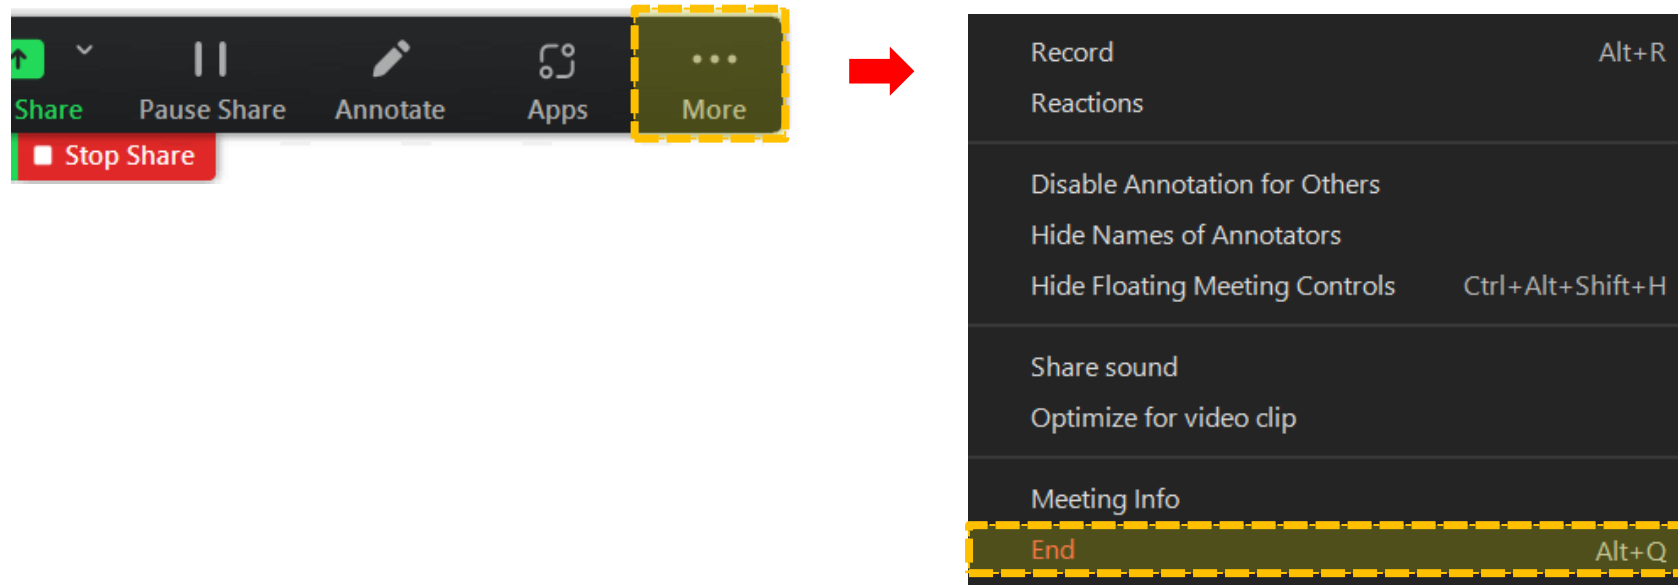 Share Pause Share Annotate Apps More
Stop Share
Record Alt+R
Reactions
Disable Annotation for Others
Hide Names of Annotators
Hide Floating Meeting Controls Ctrl+Alt+Shift+H
Share sound
Optimize for video clip
Meeting Info
End Alt+Q